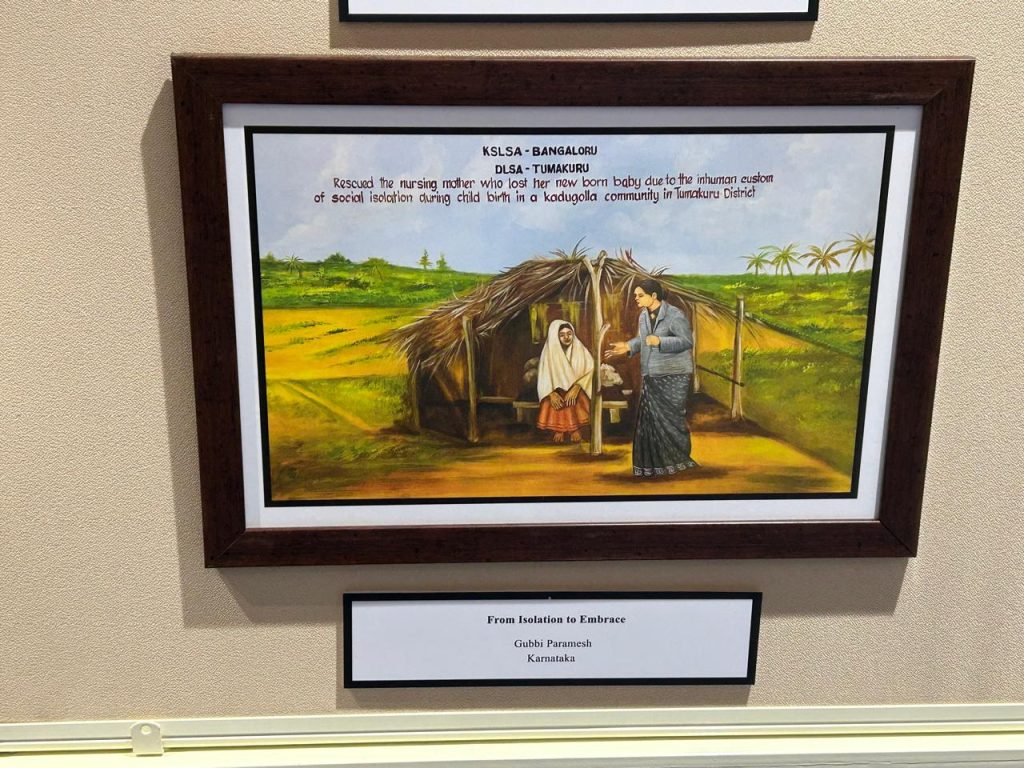 KSLSA - BANGALORU
DLSA - TUMAKURU
Rescued the nursing mother who lost her new born baby due to the inhuman custom
of social isolation during child birth in a kadugolla community in Tumakuru District
From Isolation to Embrace
Gubbi Paramesh
Karnataka